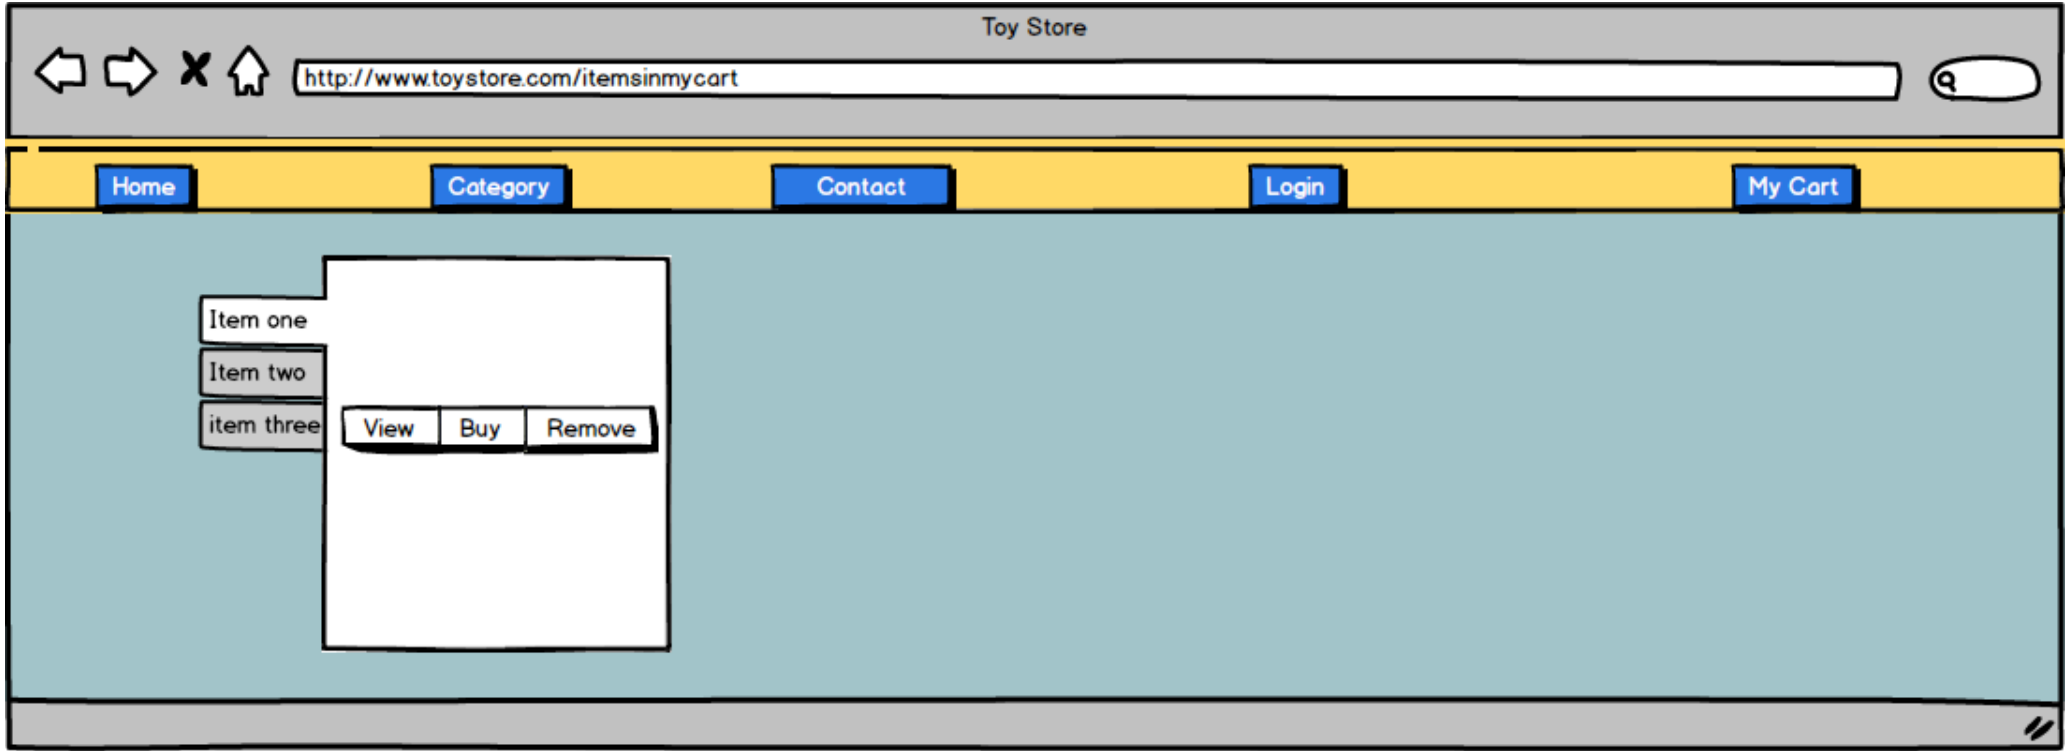 Toy Store
http://www.toystore.com/itemsinmycart
Home Category Contact Login My Cart
Item one
Item two
item three
View Buy Remove